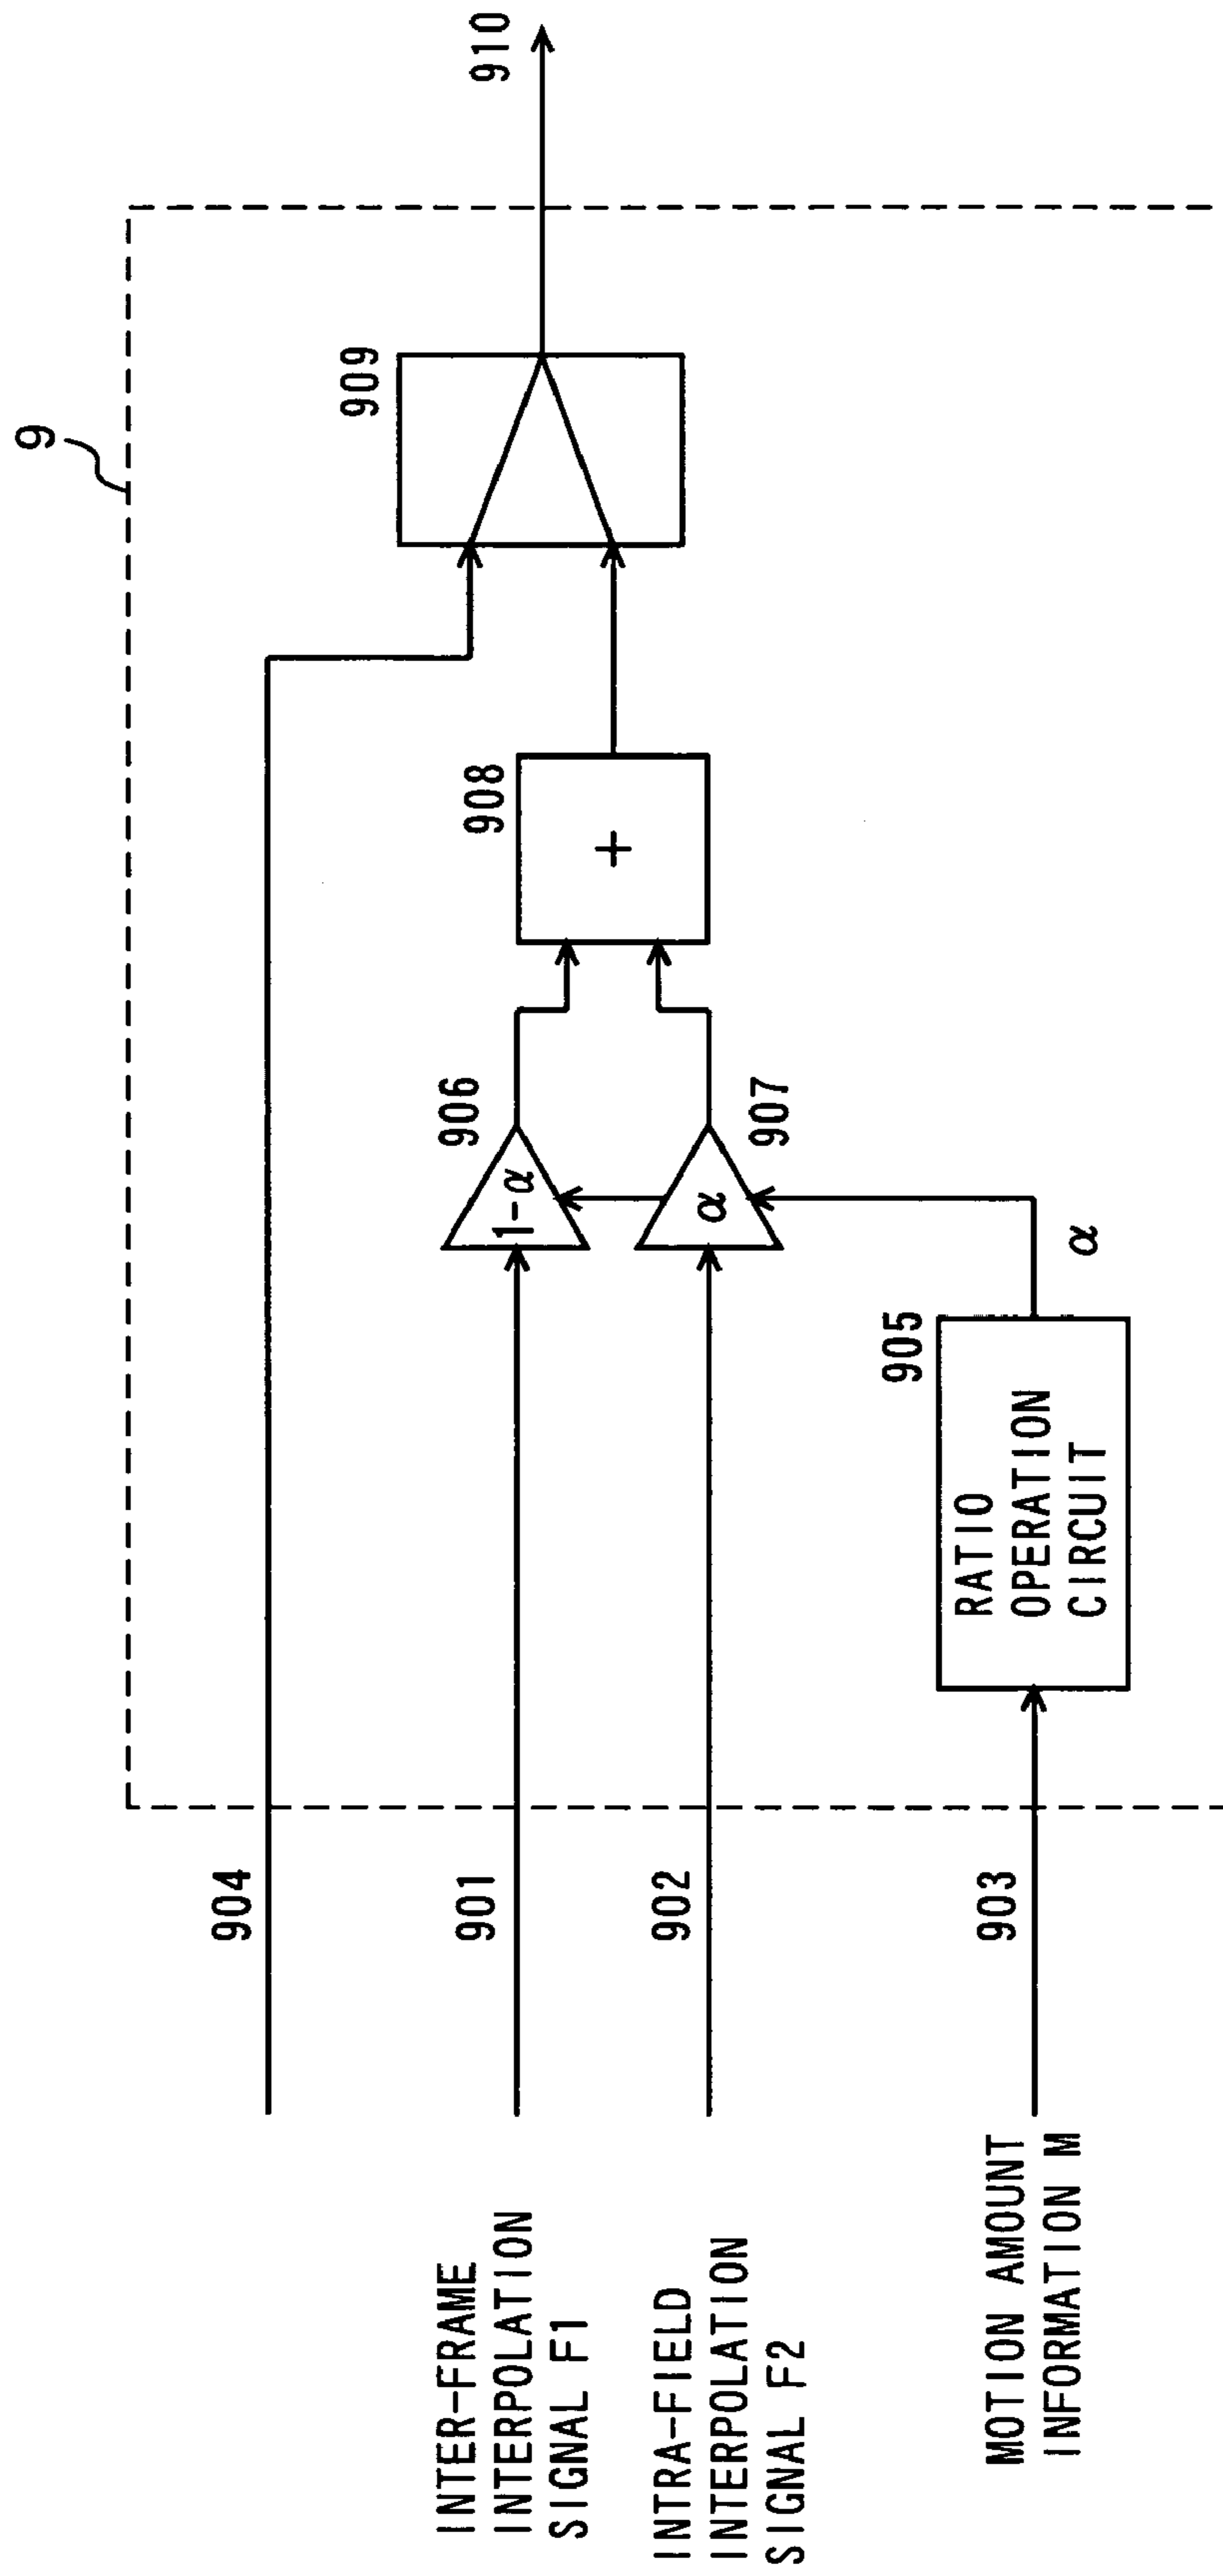 9
904
INTER-FRAME
INTERPOLATION
SIGNAL F1
901
906
1-α
908
+
909
910
INTRA-FIELD
INTERPOLATION
SIGNAL F2
902
α
907
MOTION AMOUNT
INFORMATION M
903
905
RATIO
OPERATION
CIRCUIT
α